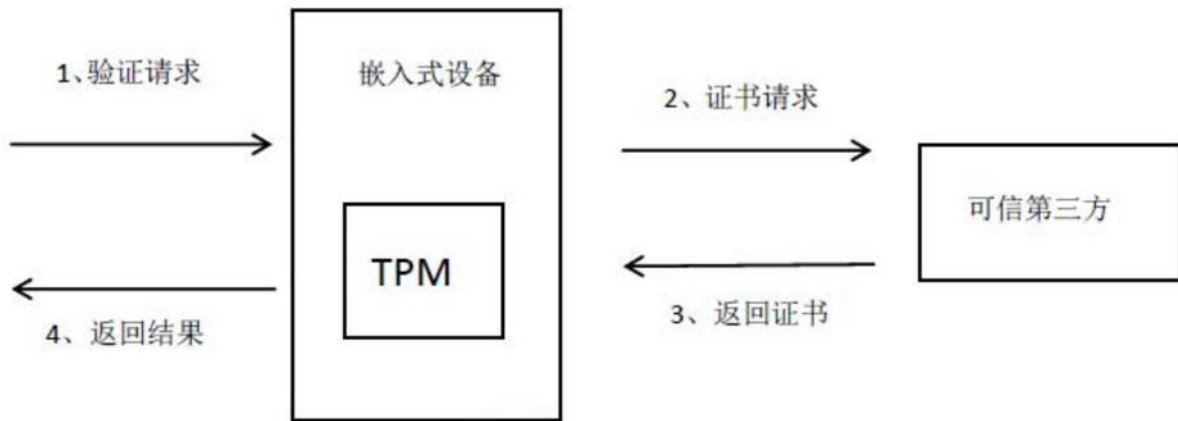 1、验证请求
嵌入式设备
2、证书请求
可信第三方
TPM
3、返回证书
4、返回结果